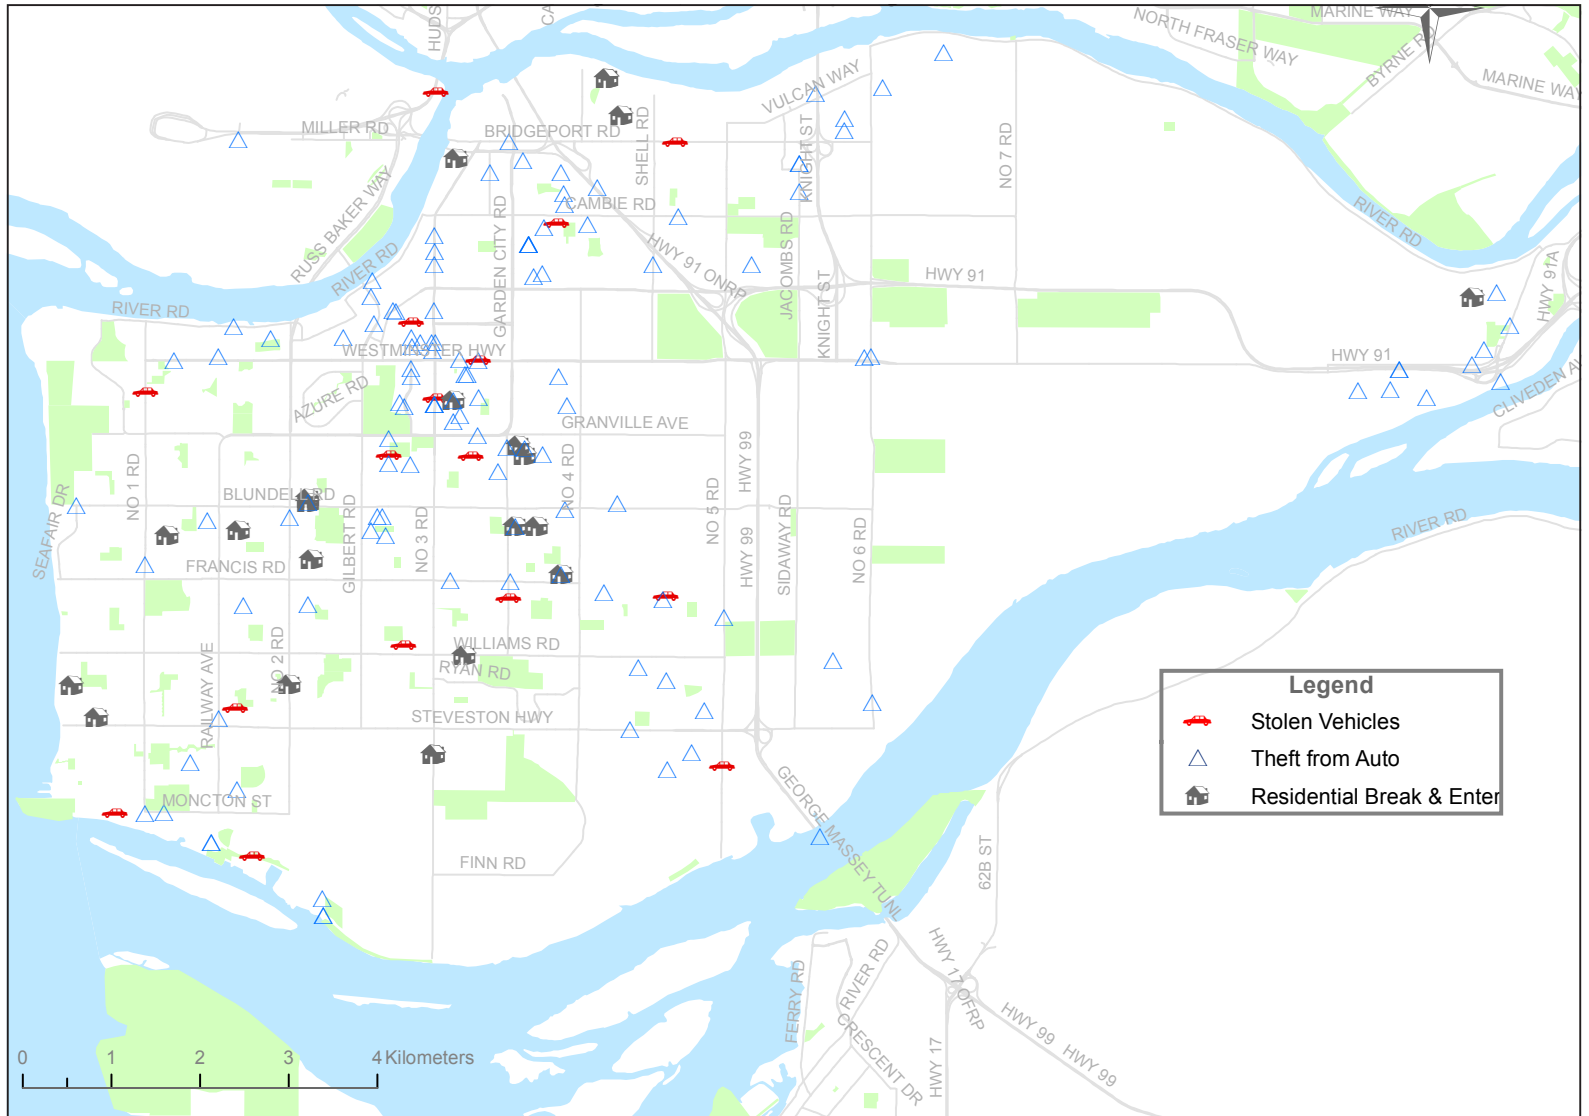 HUDS
CA
MARINE WAY
NORTH FRASER WAY
BYRNE RD
MARINE WAY
VULCAN WAY
MILLER RD
BRIDGEPORT RD
SHELL RD
KNIGHT ST
NO 7 RD
RUSS BAKER WAY
CAMBIE RD
GARDEN CITY RD
RIVER RD
RIVER RD
HWY 91 ONRP
JACOBBS RD
HWY 91
HWY 91A
RIVER RD
KNIGHT ST
WESTMINSTER HWY
HWY 91
AZURE RD
CLIVEDEN AV
GRANVILLE AVE
NO 1 RD
NO 4 RD
HWY 99
BLUNDELL RD
SEAFAIR DR
GILBERT RD
NO 3 RD
NO 5 RD
HWY 99
SIDAWAY RD
NO 6 RD
RIVER RD
FRANCIS RD
WILLIAMS RD
RYAN RD
NO 2 RD
RAILWAY AVE
STEVESTON HWY
Legend
Stolen Vehicles
Theft from Auto
Residential Break & Enter
MONCTON ST
GEORGE MASSEY TUNL
FINN RD
62B ST
HWY 17 OFRP
FERRY RD
RIVER RD
CRESCENT DR
HWY 17
HWY 99
HWY 99
0 1 2 3 4 Kilometers